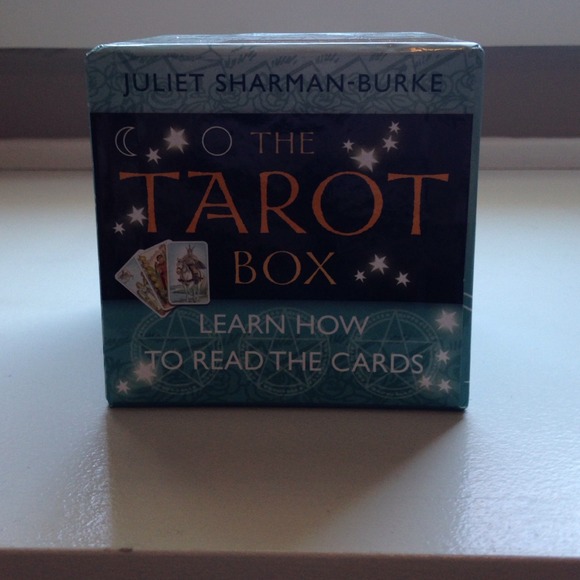 JULIET SHARMAN-BURKE
THE
TAROT
BOX
LEARN HOW
TO READ THE CARDS